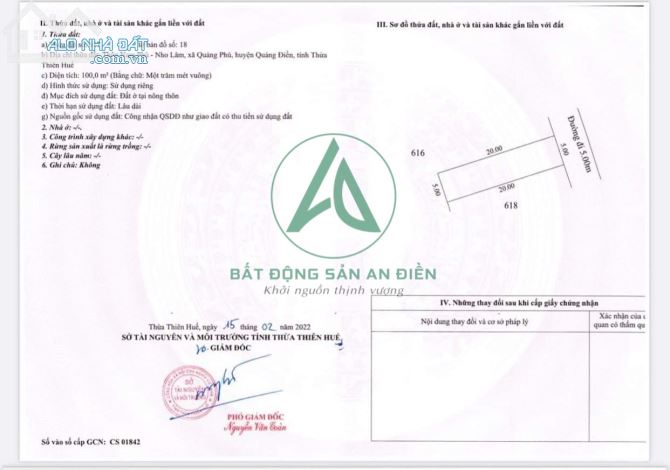 II. Thửa đất, nhà ở và tài sản khác gắn liền với đất
1. Thửa đất:
ALO NHÀ ĐẤT
bản đồ số: 18
Nho Lâm, xã Quảng Phú, huyện Quảng Điền, tỉnh Thừa
Thiên Huế
c) Diện tích: 100,0 m² (Bằng chữ: Một trăm mét vuông)
d) Hình thức sử dụng: Sử dụng riêng
đ) Mục đích sử dụng đất: Đất ở tại nông thôn
e) Thời hạn sử dụng đất: Lâu dài
g) Nguồn gốc sử dụng đất: Công nhận QSDĐ như giao đất có thu tiền sử dụng đất
2. Nhà ở: -/-
3. Công trình xây dựng khác: -/-
4. Rừng sản xuất là rừng trồng: -/-
5. Cây lâu năm: -/-
6. Ghi chú: Không
III. Sơ đồ thửa đất, nhà ở và tài sản khác gắn liền với đất
616
20.00
5.00
Đường đi 5.00m
5.00
20.00
618
BẤT ĐỘNG SẢN AN ĐIỀN
Khởi nguồn thịnh vượng
Thừa Thiên Huế, ngày 15 tháng 02 năm 2022
SỞ TÀI NGUYÊN VÀ MÔI TRƯỜNG TỈNH THỪA THIÊN HUẾ
GIÁM ĐỐC
SỞ
TÀI NGUYÊN
VÀ MÔI TRƯỜNG
PHÓ GIÁM ĐỐC
Nguyễn Văn Toàn
Số vào sổ cấp GCN: CS 01842
IV. Những thay đổi sau khi cấp giấy chứng nhận
Nội dung thay đổi và cơ sở pháp lý
Xác nhận của
quan có thẩm qu